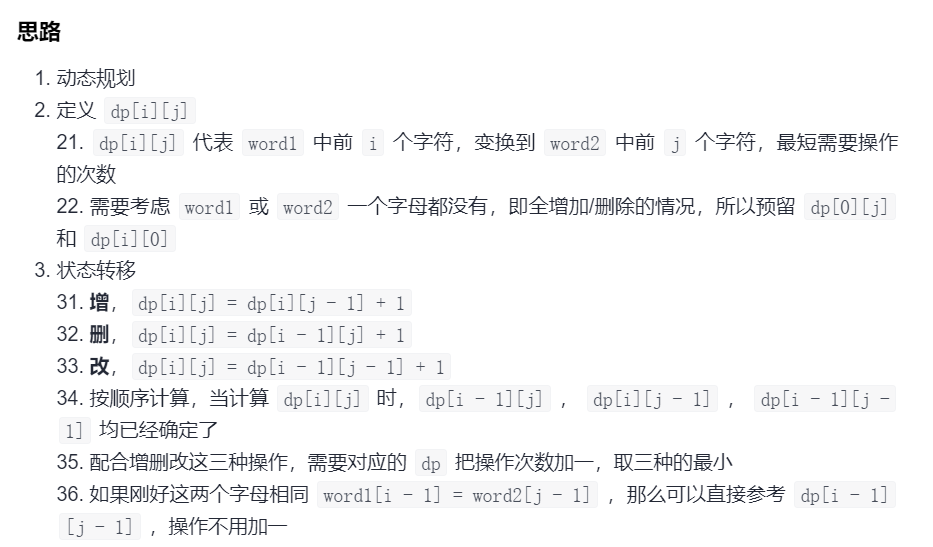 思路
1. 动态规划
2. 定义 dp[i][j]
21. dp[i][j] 代表 word1 中前 i 个字符，变换到 word2 中前 j 个字符，最短需要操作
的次数
22. 需要考虑 word1 或 word2 一个字母都没有，即全增加/删除的情况，所以预留 dp[0][j]
和 dp[i][0]
3. 状态转移
31. 增， dp[i][j] = dp[i][j - 1] + 1
32. 删， dp[i][j] = dp[i - 1][j] + 1
33. 改， dp[i][j] = dp[i - 1][j - 1] + 1
34. 按顺序计算，当计算 dp[i][j] 时， dp[i - 1][j] ， dp[i][j - 1] ， dp[i - 1][j -
1] 均已经确定了
35. 配合增删改这三种操作，需要对应的 dp 把操作次数加一，取三种的最小
36. 如果刚好这两个字母相同 word1[i - 1] = word2[j - 1] ，那么可以直接参考 dp[i - 1]
[j - 1] ，操作不用加一